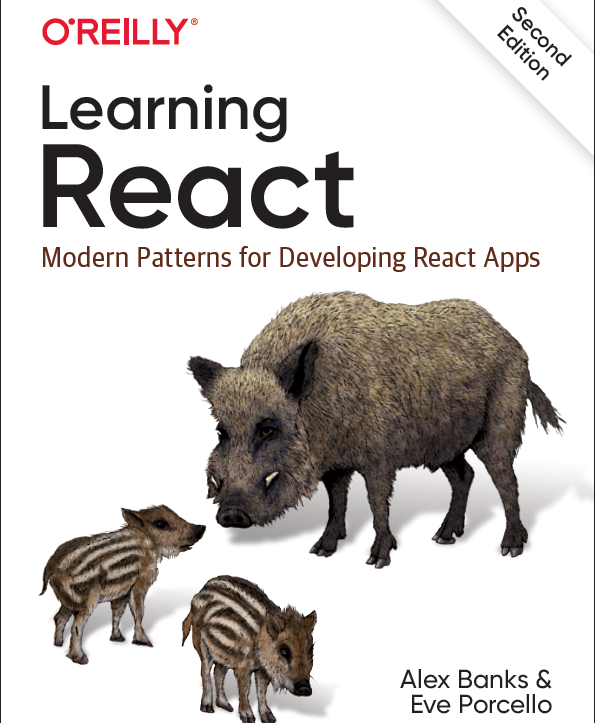 O'REILLY®
Second
Edition
Learning
React
Modern Patterns for Developing React Apps
Alex Banks &
Eve Porcello